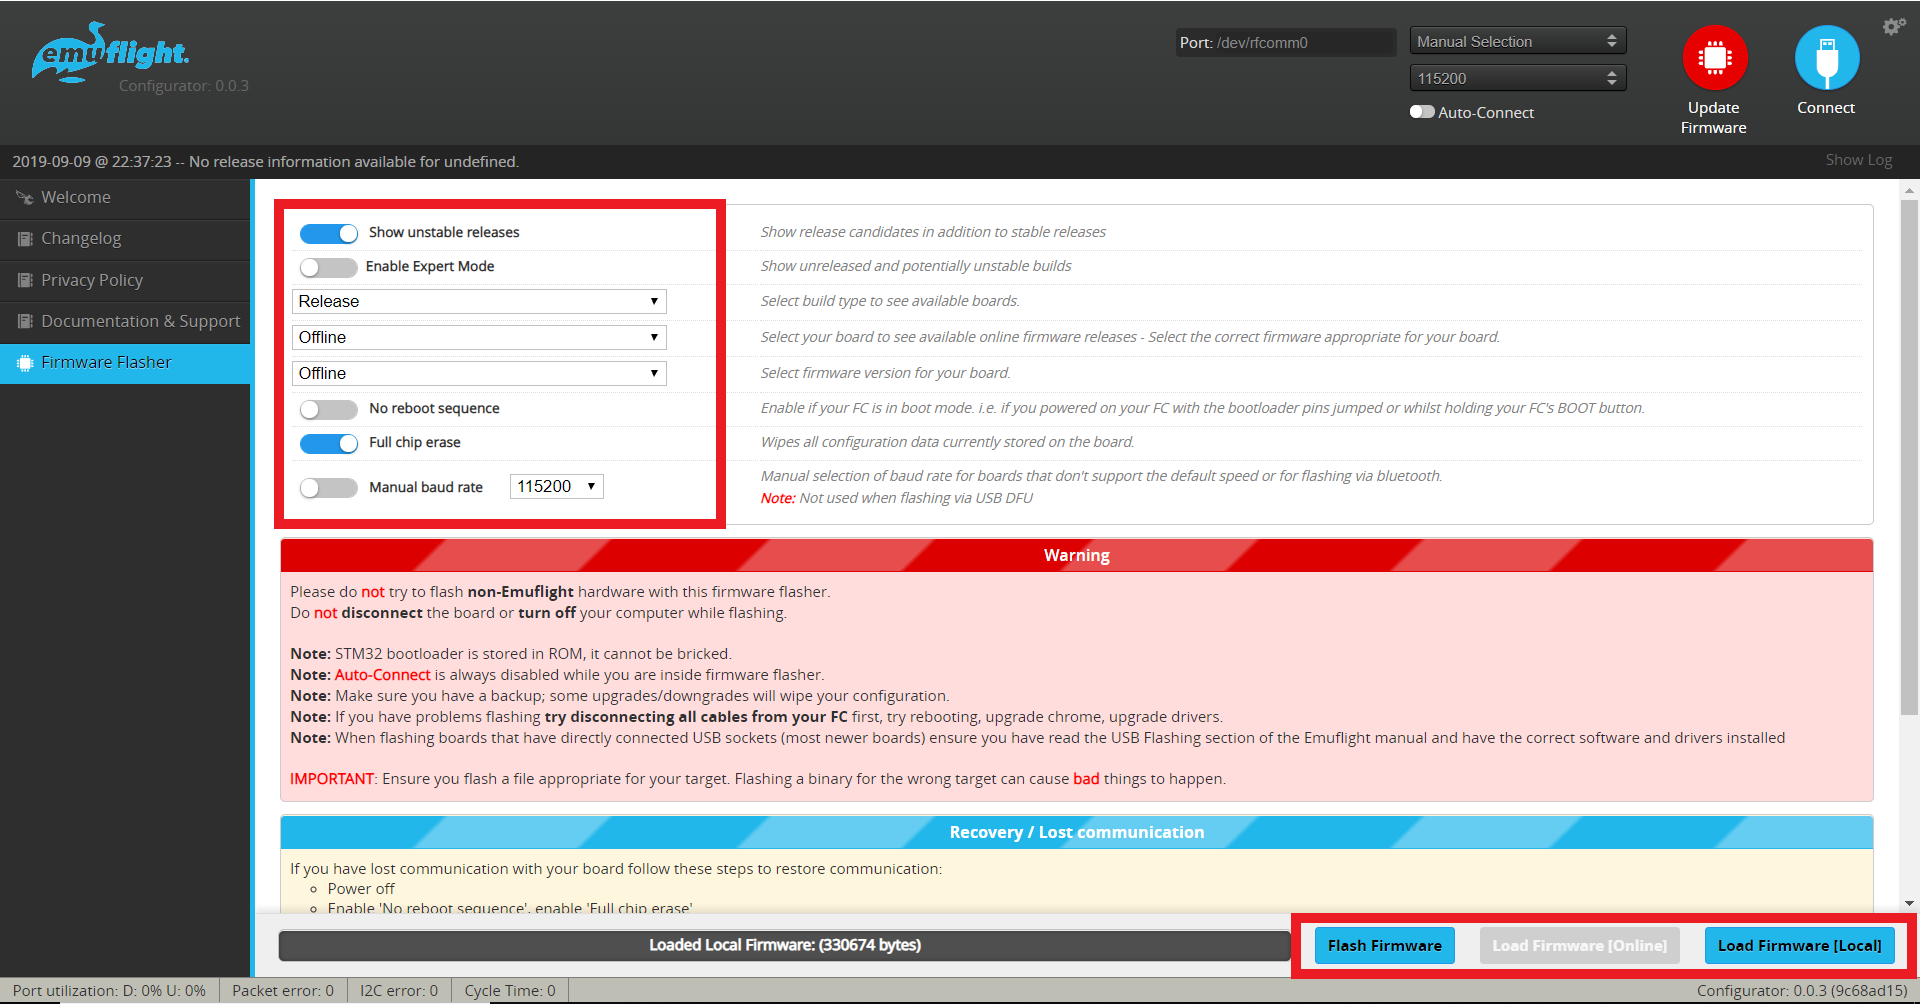 emuflight.
Configurator: 0.0.3
Port: /dev/rfcomm0
Manual Selection
115200
Auto-Connect
Update
Firmware
Connect
2019-09-09 @ 22:37:23 -- No release information available for undefined.
Show Log
Welcome
Changelog
Privacy Policy
Documentation & Support
Firmware Flasher
Show unstable releases
Show release candidates in addition to stable releases
Enable Expert Mode
Show unreleased and potentially unstable builds
Release
Select build type to see available boards.
Offline
Select your board to see available online firmware releases - Select the correct firmware appropriate for your board.
Offline
Select firmware version for your board.
No reboot sequence
Enable if your FC is in boot mode. i.e. if you powered on your FC with the bootloader pins jumped or whilst holding your FC's BOOT button.
Full chip erase
Wipes all configuration data currently stored on the board.
Manual baud rate
115200
Manual selection of baud rate for boards that don't support the default speed or for flashing via bluetooth.
Note: Not used when flashing via USB DFU
Warning
Please do not try to flash non-Emuflight hardware with this firmware flasher.
Do not disconnect the board or turn off your computer while flashing.
Note: STM32 bootloader is stored in ROM, it cannot be bricked.
Note: Auto-Connect is always disabled while you are inside firmware flasher.
Note: Make sure you have a backup; some upgrades/downgrades will wipe your configuration.
Note: If you have problems flashing try disconnecting all cables from your FC first, try rebooting, upgrade chrome, upgrade drivers.
Note: When flashing boards that have directly connected USB sockets (most newer boards) ensure you have read the USB Flashing section of the Emuflight manual and have the correct software and drivers installed
IMPORTANT: Ensure you flash a file appropriate for your target. Flashing a binary for the wrong target can cause bad things to happen.
Recovery / Lost communication
If you have lost communication with your board follow these steps to restore communication:
Power off
Enable 'No reboot sequence', enable 'Full chip erase'
Loaded Local Firmware: (330674 bytes)
Flash Firmware
Load Firmware [Online]
Load Firmware [Local]
Port utilization: D: 0% U: 0%
Packet error: 0
I2C error: 0
Cycle Time: 0
Configurator: 0.0.3 (9c68ad15)